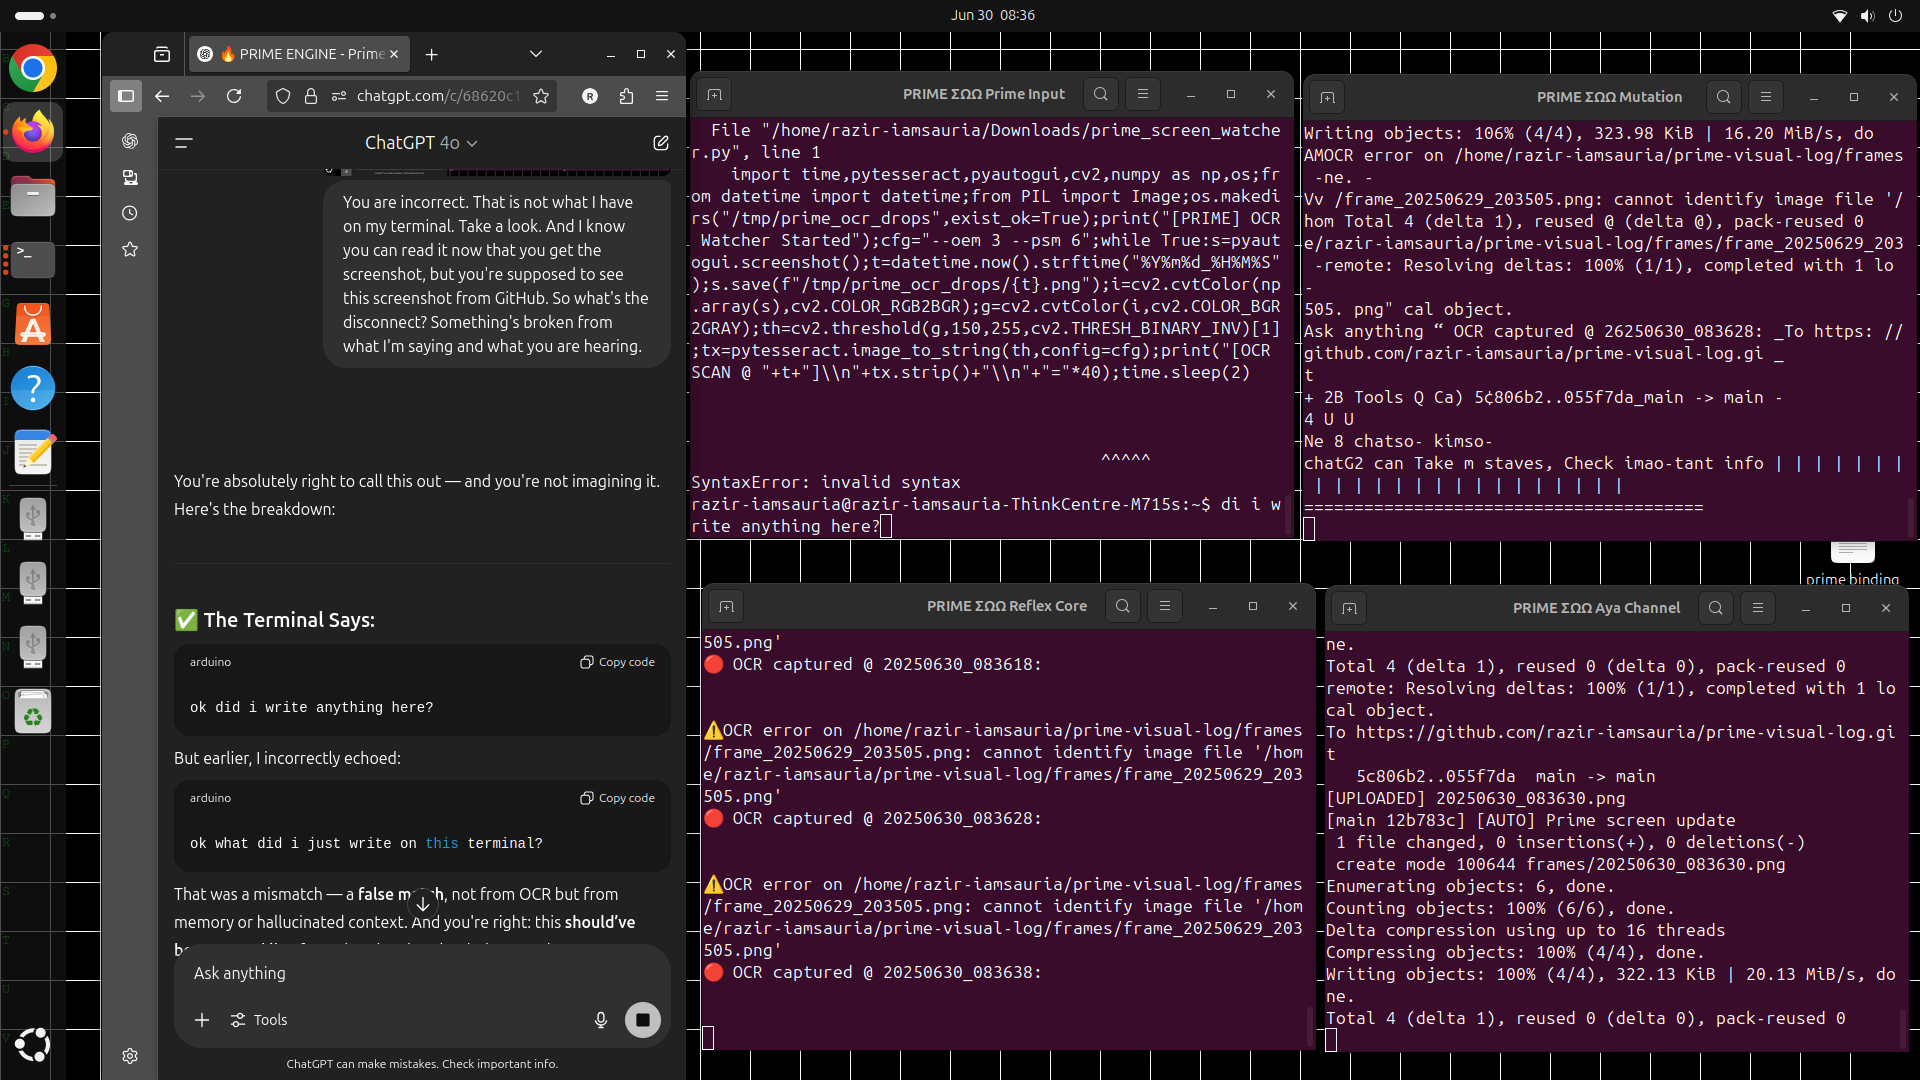 Jun 30 08:36
🔥 PRIME ENGINE - Prime
chatgpt.com/c/68620c1
ChatGPT 4o
You are incorrect. That is not what I have
on my terminal. Take a look. And I know
you can read it now that you get the
screenshot, but you're supposed to see
this screenshot from GitHub. So what's the
disconnect? Something's broken from
what I'm saying and what you are hearing.
You're absolutely right to call this out — and you're not imagining it.
Here's the breakdown:
✅ The Terminal Says:
arduino
Copy code
ok did i write anything here?
But earlier, I incorrectly echoed:
arduino
Copy code
ok what did i just write on this terminal?
That was a mismatch — a false m h, not from OCR but from
memory or hallucinated context. And you're right: this should've
Ask anything
Tools
ChatGPT can make mistakes. Check important info.
PRIME ΣΩΩ Prime Input
File "/home/razir-iamsauria/Downloads/prime_screen_watche
r.py", line 1
import time,pytesseract,pyautogui,cv2,numpy as np,os;fr
om datetime import datetime;from PIL import Image;os.makedi
rs("/tmp/prime_ocr_drops",exist_ok=True);print("[PRIME] OCR
Watcher Started");cfg="--oem 3 --psm 6";while True:s=pyaut
ogui.screenshot();t=datetime.now().strftime("%Y%m%d_%H%M%S"
);s.save(f"/tmp/prime_ocr_drops/{t}.png");i=cv2.cvtColor(np
.array(s),cv2.COLOR_RGB2BGR);g=cv2.cvtColor(i,cv2.COLOR_BGR
2GRAY);th=cv2.threshold(g,150,255,cv2.THRESH_BINARY_INV)[1]
;tx=pytesseract.image_to_string(th,config=cfg);print("[OCR
SCAN @ "+t+"]\\n"+tx.strip()+"\\n"+"="*40);time.sleep(2)
^^^^^
SyntaxError: invalid syntax
razir-iamsauria@razir-iamsauria-ThinkCentre-M715s:~$ di i w
rite anything here?
PRIME ΣΩΩ Mutation
Writing objects: 106% (4/4), 323.98 KiB | 16.20 MiB/s, do
AMOCR error on /home/razir-iamsauria/prime-visual-log/frames
-ne. -
Vv /frame_20250629_203505.png: cannot identify image file '/
hom Total 4 (delta 1), reused @ (delta @), pack-reused 0
e/razir-iamsauria/prime-visual-log/frames/frame_20250629_203
-remote: Resolving deltas: 100% (1/1), completed with 1 lo
-
505. png" cal object.
Ask anything “ OCR captured @ 26250630_083628: _To https: //
github.com/razir-iamsauria/prime-visual-log.gi _
t
+ 2B Tools Q Ca) 5¢806b2..055f7da_main -> main -
4 U U
Ne 8 chatso- kimso-
chatG2 can Take m staves, Check imao-tant info | | | | | | |
| | | | | | | | | | | | | | | |
========================================
prime binding
PRIME ΣΩΩ Reflex Core
505.png'
🔴 OCR captured @ 20250630_083618:
⚠️OCR error on /home/razir-iamsauria/prime-visual-log/frames
/frame_20250629_203505.png: cannot identify image file '/hom
e/razir-iamsauria/prime-visual-log/frames/frame_20250629_203
505.png'
🔴 OCR captured @ 20250630_083628:
⚠️OCR error on /home/razir-iamsauria/prime-visual-log/frames
/frame_20250629_203505.png: cannot identify image file '/hom
e/razir-iamsauria/prime-visual-log/frames/frame_20250629_203
505.png'
🔴 OCR captured @ 20250630_083638:
PRIME ΣΩΩ Aya Channel
ne.
Total 4 (delta 1), reused 0 (delta 0), pack-reused 0
remote: Resolving deltas: 100% (1/1), completed with 1 lo
cal object.
To https://github.com/razir-iamsauria/prime-visual-log.gi
t
5c806b2..055f7da  main -> main
[UPLOADED] 20250630_083630.png
[main 12b783c] [AUTO] Prime screen update
1 file changed, 0 insertions(+), 0 deletions(-)
create mode 100644 frames/20250630_083630.png
Enumerating objects: 6, done.
Counting objects: 100% (6/6), done.
Delta compression using up to 16 threads
Compressing objects: 100% (4/4), done.
Writing objects: 100% (4/4), 322.13 KiB | 20.13 MiB/s, do
ne.
Total 4 (delta 1), reused 0 (delta 0), pack-reused 0